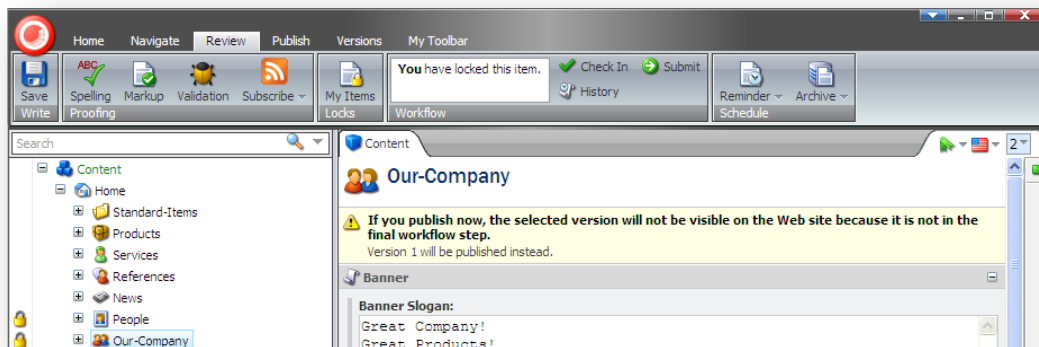 Home Navigate Review Publish Versions My Toolbar
ABC
You have locked this item.
Check In Submit
History
Save Spelling Markup Validation Subscribe My Items Reminder Archive
Write Proofing Locks Workflow Schedule
Search
Content
Home
Standard-Items
Products
Services
References
News
People
Our-Company
Content
2
Our-Company
If you publish now, the selected version will not be visible on the Web site because it is not in the
final workflow step.
Version 1 will be published instead.
Banner
Banner Slogan:
Great Company!
Great Products!